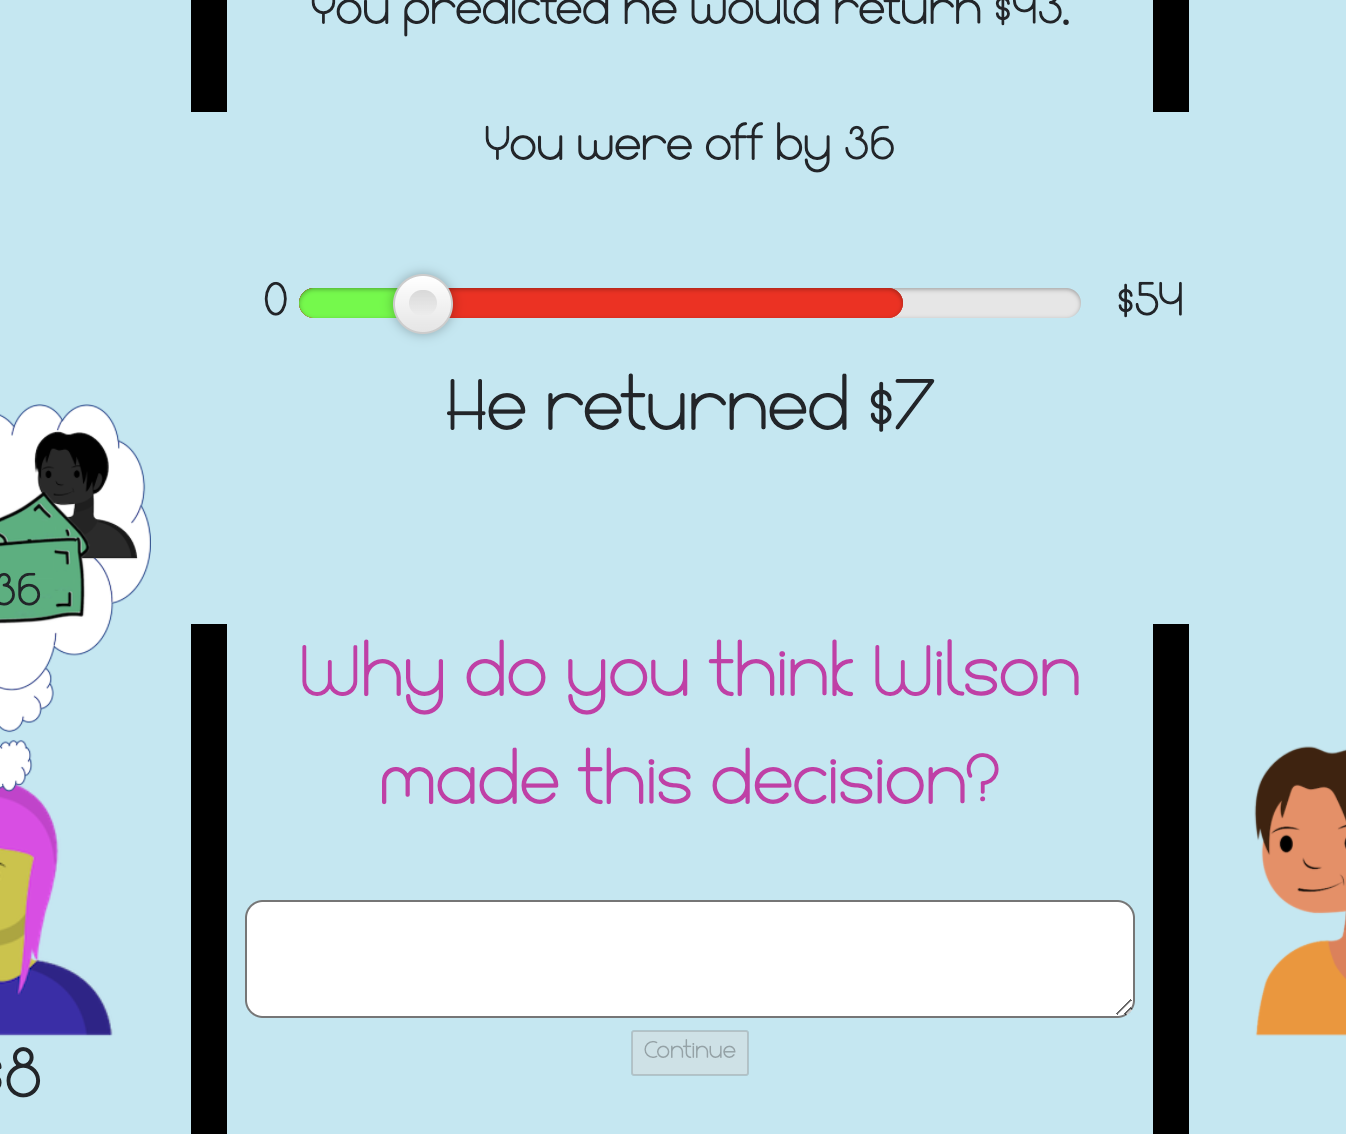 You predicted he would return $43.
You were off by 36
0
$54
He returned $7
36
Why do you think Wilson
made this decision?
Continue
$8